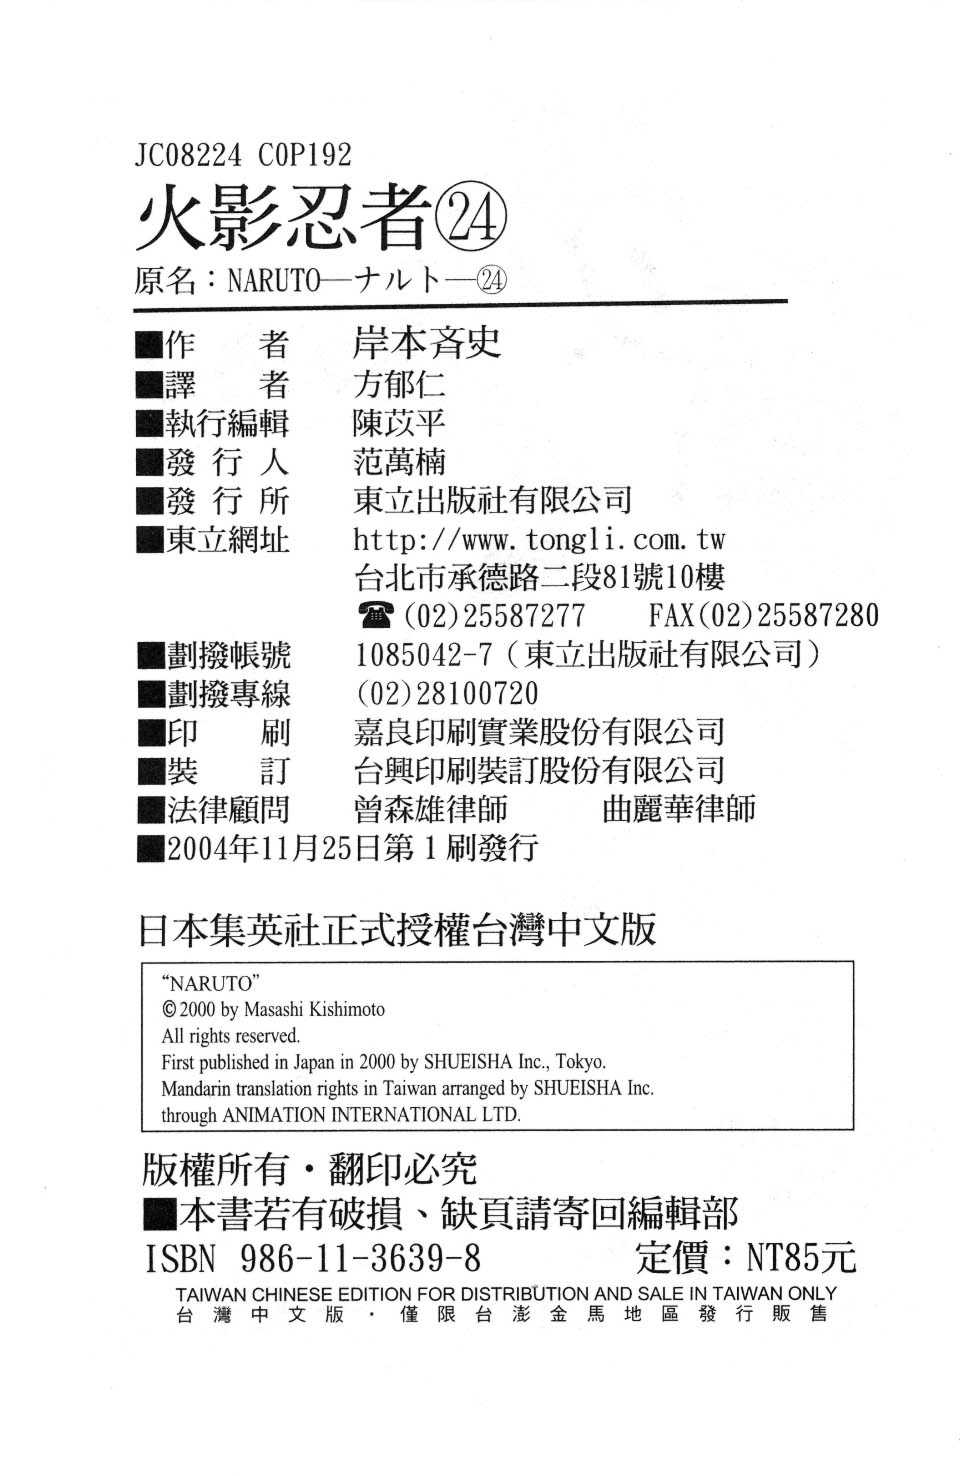 JC08224 C0P192
火影忍者㉔
原名：NARUTO—ナルト—㉔
■作　　者　岸本斉史
■譯　　者　方郁仁
■執行編輯　陳苡平
■發 行 人　范萬楠
■發 行 所　東立出版社有限公司
■東立網址　http://www.tongli.com.tw
台北市承德路二段81號10樓
☎(02)25587277　FAX(02)25587280
■劃撥帳號　1085042-7（東立出版社有限公司）
■劃撥專線　(02)28100720
■印　　刷　嘉良印刷實業股份有限公司
■裝　　訂　台興印刷裝訂股份有限公司
■法律顧問　曾森雄律師　曲麗華律師
■2004年11月25日第1刷發行
日本集英社正式授權台灣中文版
“NARUTO”
©2000 by Masashi Kishimoto
All rights reserved.
First published in Japan in 2000 by SHUEISHA Inc., Tokyo.
Mandarin translation rights in Taiwan arranged by SHUEISHA Inc.
through ANIMATION INTERNATIONAL LTD.
版權所有・翻印必究
■本書若有破損、缺頁請寄回編輯部
ISBN 986-11-3639-8　定價：NT85元
TAIWAN CHINESE EDITION FOR DISTRIBUTION AND SALE IN TAIWAN ONLY
台灣中文版・僅限台澎金馬地區發行販售